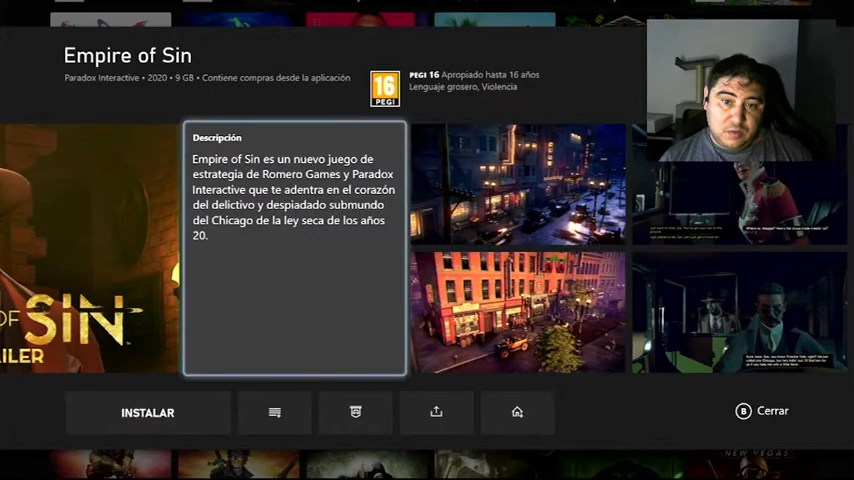 Empire of Sin
Paradox Interactive • 2020 • 9 GB • Contiene compras desde la aplicación
16
PEGI
PEGI 16 Apropiado hasta 16 años
Lenguaje grosero, Violencia
Descripción
Empire of Sin es un nuevo juego de
estrategia de Romero Games y Paradox
Interactive que te adentra en el corazón
del delictivo y despiadado submundo
del Chicago de la ley seca de los años
20.
OF SIN
INSTALAR
B Cerrar
NEW VEGAS